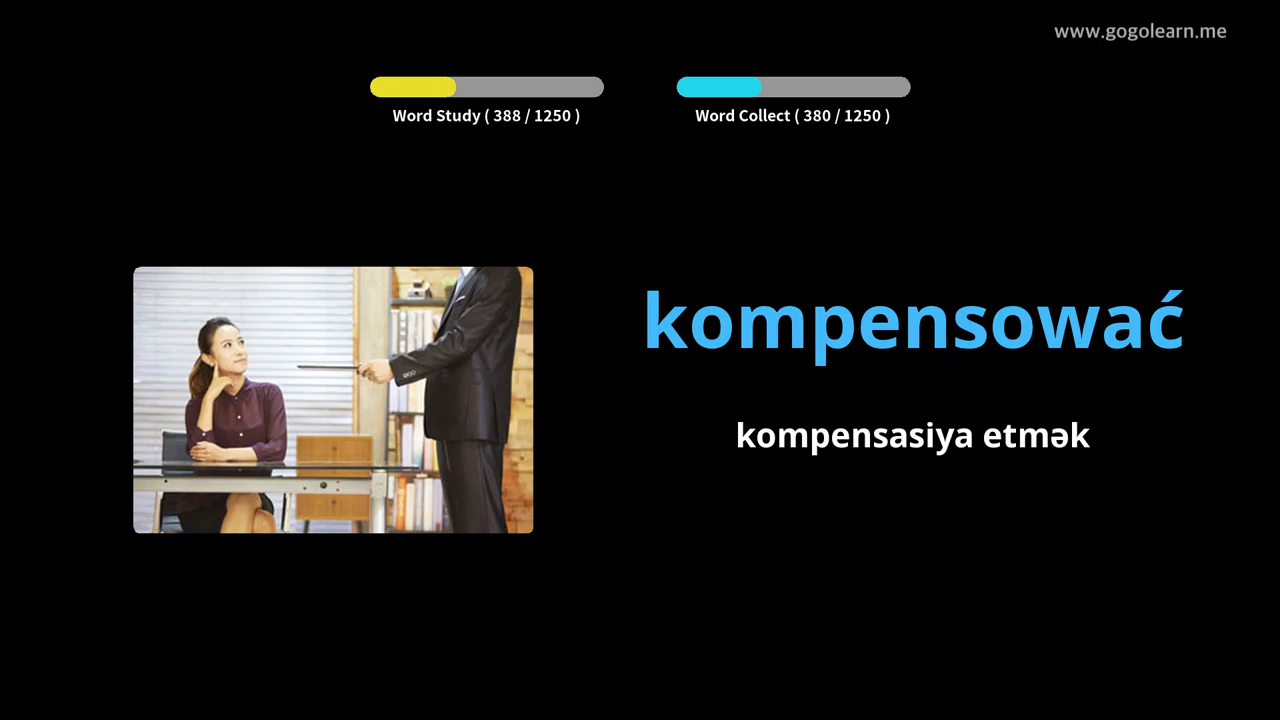 www.gogolearn.me
Word Study ( 388 / 1250 )
Word Collect ( 380 / 1250 )
kompensować
kompensasiya etmək